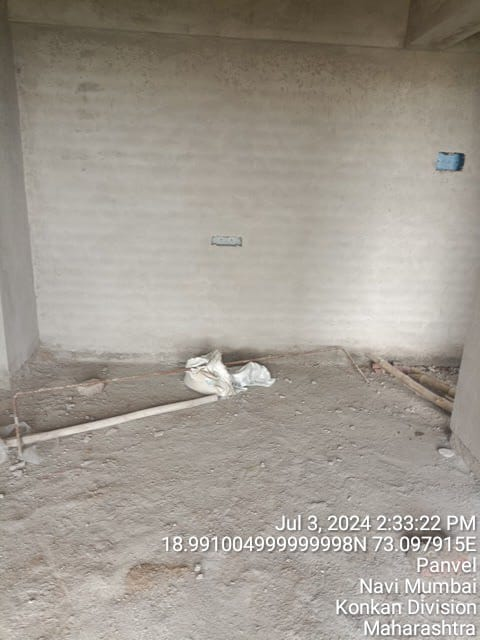 Jul 3, 2024 2:33:22 PM
18.991004999999998N 73.097915E
Panvel
Navi Mumbai
Konkan Division
Maharashtra